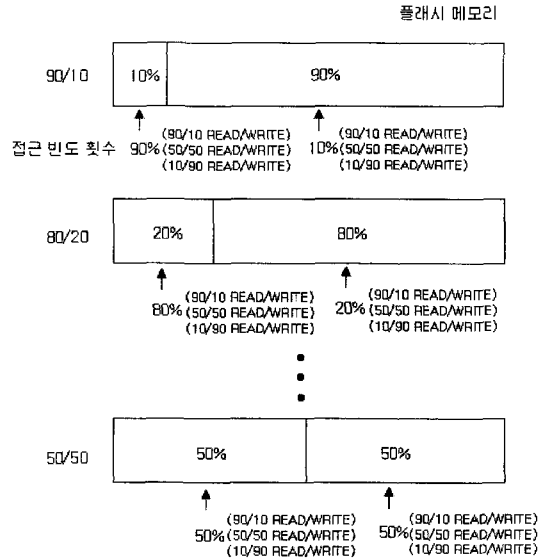 플래시 메모리
90/10 10% 90%
(90/10 READ/WRITE) (90/10 READ/WRITE)
접근 빈도 횟수 90% (50/50 READ/WRITE) 10% (50/50 READ/WRITE)
(10/90 READ/WRITE) (10/90 READ/WRITE)
80/20 20% 80%
(90/10 READ/WRITE) (90/10 READ/WRITE)
80% (50/50 READ/WRITE) 20% (50/50 READ/WRITE)
(10/90 READ/WRITE) (10/90 READ/WRITE)
50/50 50% 50%
(90/10 READ/WRITE) (90/10 READ/WRITE)
50% (50/50 READ/WRITE) 50% (50/50 READ/WRITE)
(10/90 READ/WRITE) (10/90 READ/WRITE)